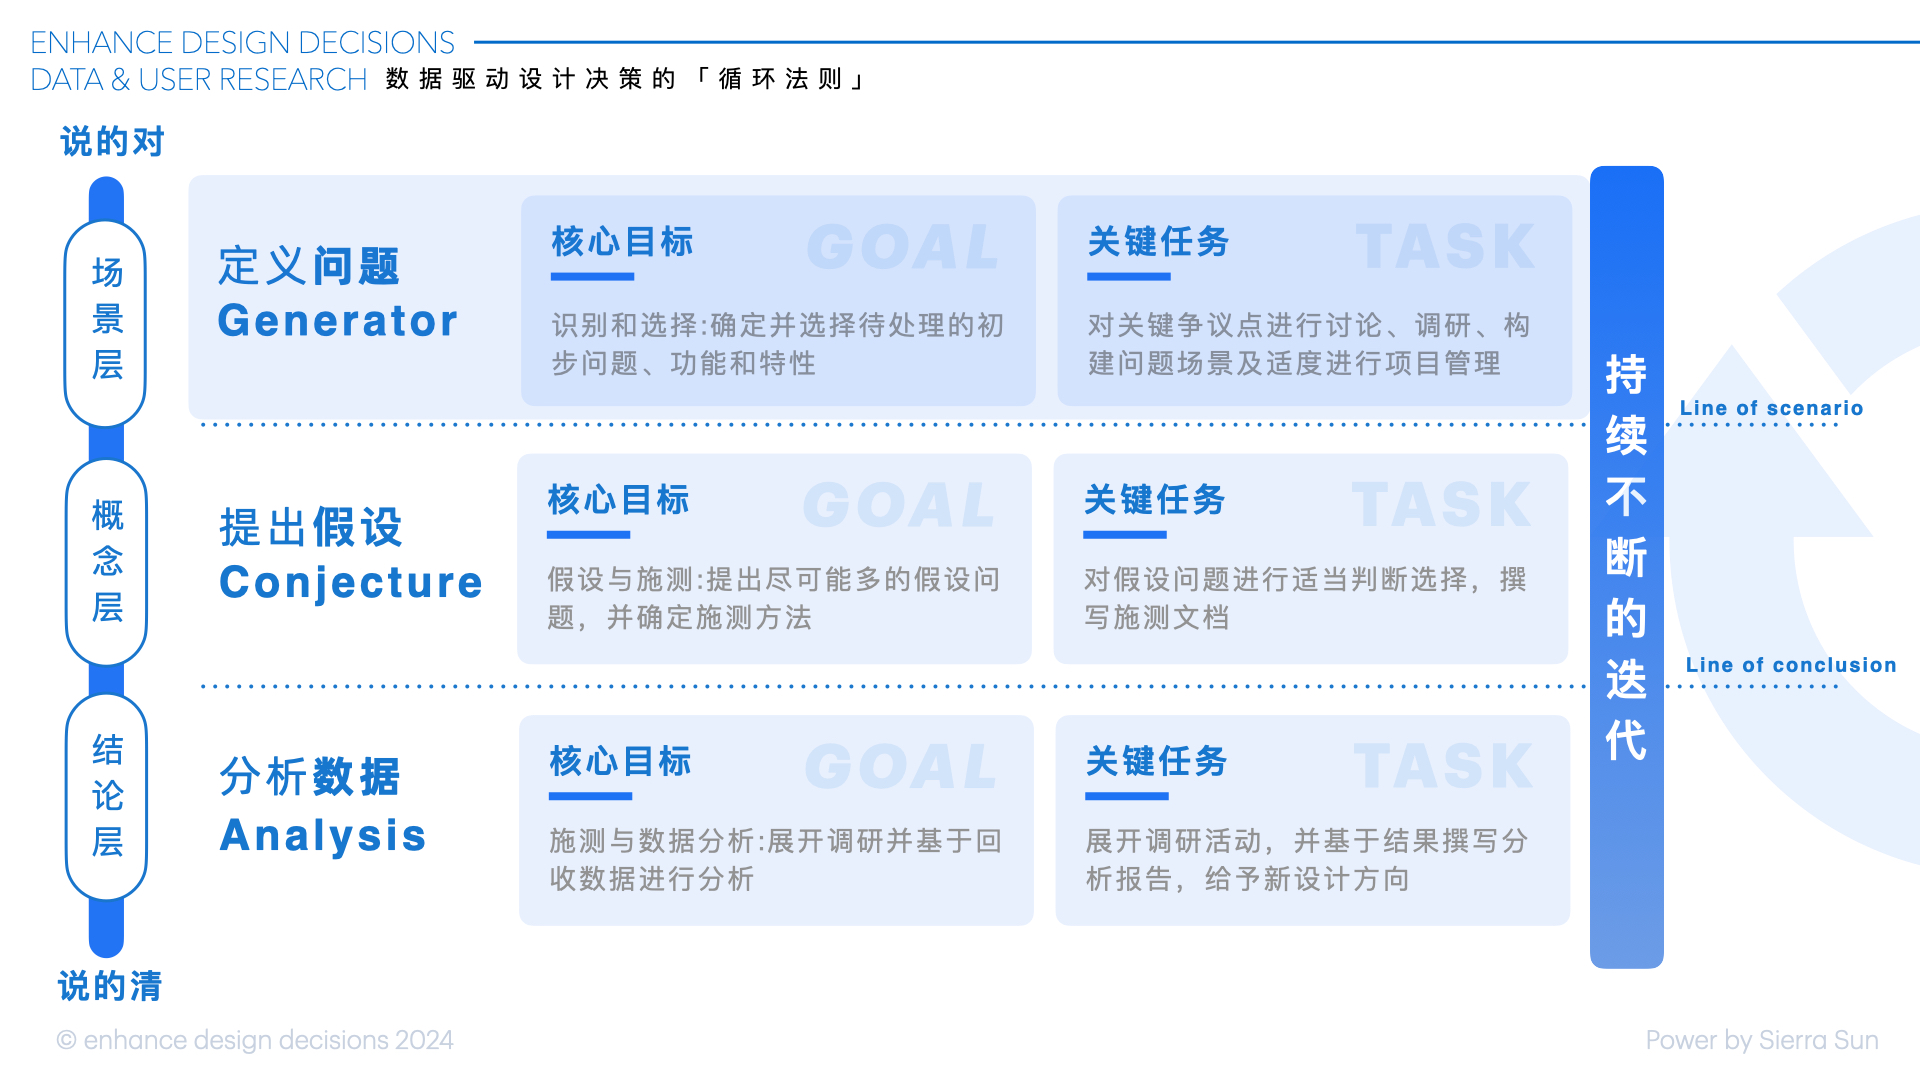 ENHANCE DESIGN DECISIONS
DATA & USER RESEARCH 数据驱动设计决策的「循环法则」
说的对
场景层
定义问题
Generator
核心目标
GOAL
识别和选择:确定并选择待处理的初
步问题、功能和特性
关键任务
TASK
对关键争议点进行讨论、调研、构
建问题场景及适度进行项目管理
Line of scenario
概念层
提出假设
Conjecture
核心目标
GOAL
假设与施测:提出尽可能多的假设问
题，并确定施测方法
关键任务
TASK
对假设问题进行适当判断选择，撰
写施测文档
Line of conclusion
结论层
分析数据
Analysis
核心目标
GOAL
施测与数据分析:展开调研并基于回
收数据进行分析
关键任务
TASK
展开调研活动，并基于结果撰写分
析报告，给予新设计方向
持续不断的迭代
说的清
© enhance design decisions 2024
Power by Sierra Sun